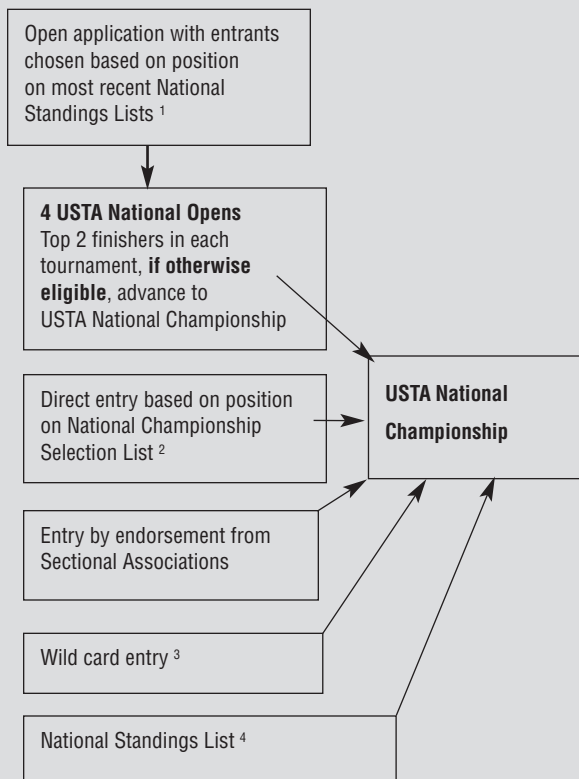 Open application with entrants
chosen based on position
on most recent National
Standings Lists 1
4 USTA National Opens
Top 2 finishers in each
tournament, if otherwise
eligible, advance to
USTA National Championship
Direct entry based on position
on National Championship
Selection List 2
USTA National
Championship
Entry by endorsement from
Sectional Associations
Wild card entry 3
National Standings List 4